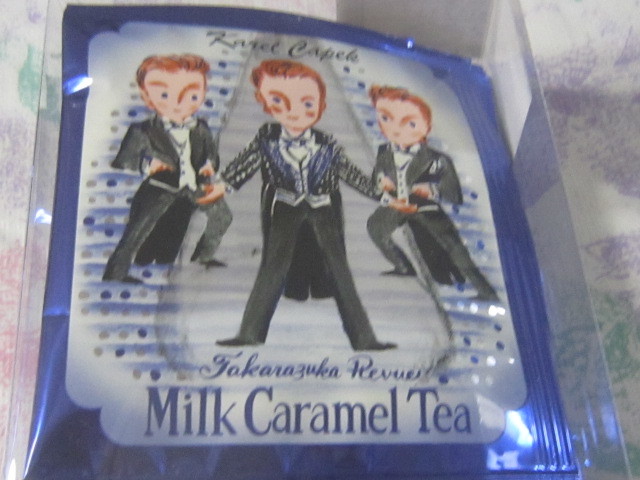 Karel Capek
Takarazuka Revue
Milk Caramel Tea